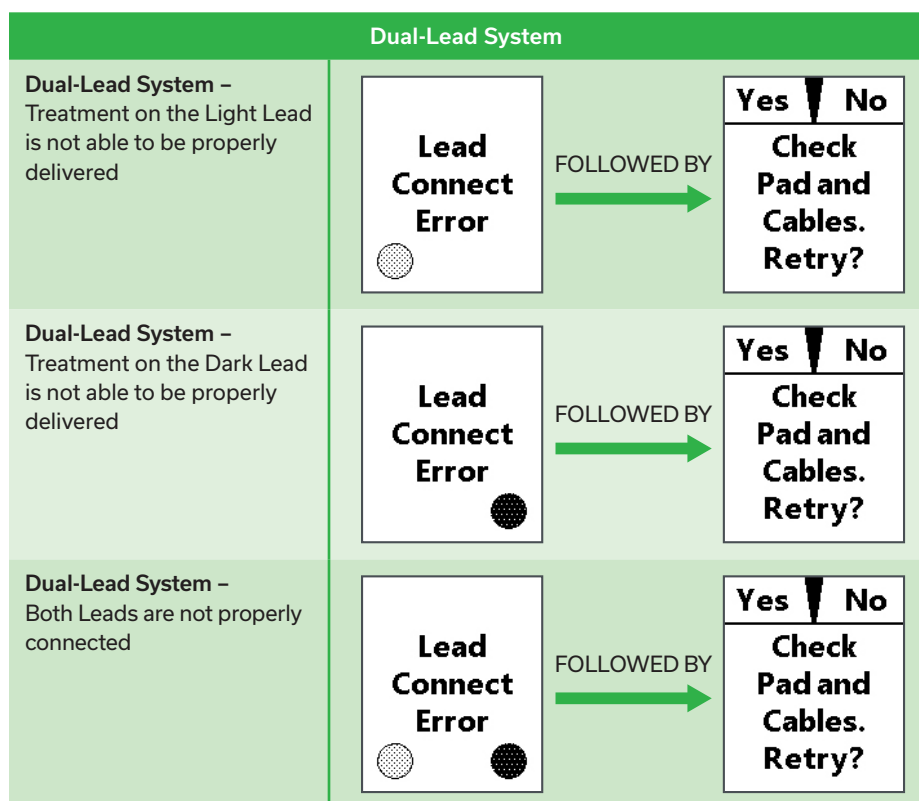 Dual-Lead System
Dual-Lead System –
Treatment on the Light Lead
is not able to be properly
delivered
Lead
Connect
Error
FOLLOWED BY
Yes No
Check
Pad and
Cables.
Retry?
Dual-Lead System –
Treatment on the Dark Lead
is not able to be properly
delivered
Lead
Connect
Error
FOLLOWED BY
Yes No
Check
Pad and
Cables.
Retry?
Dual-Lead System –
Both Leads are not properly
connected
Lead
Connect
Error
FOLLOWED BY
Yes No
Check
Pad and
Cables.
Retry?